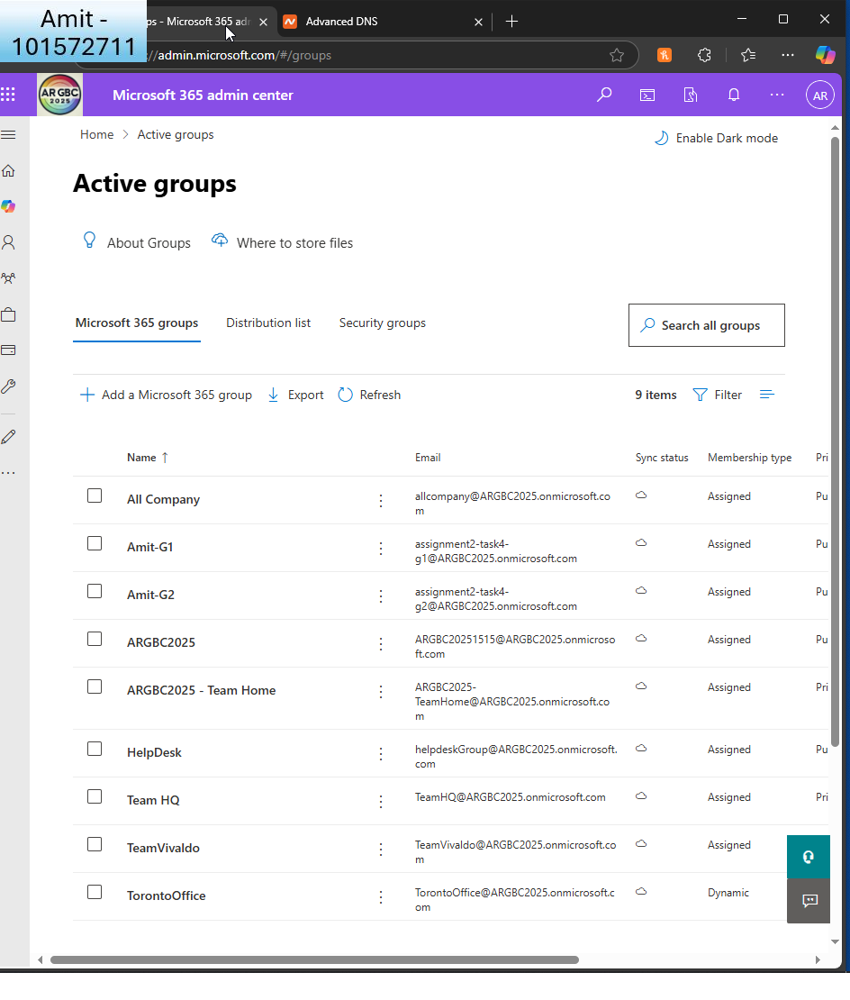 Amit -
101572711
ps - Microsoft 365 adr
Advanced DNS
://admin.microsoft.com/#/groups
AR GBC
2025
Microsoft 365 admin center
AR
Home > Active groups
Enable Dark mode
Active groups
About Groups
Where to store files
Microsoft 365 groups
Distribution list
Security groups
Search all groups
Add a Microsoft 365 group
Export
Refresh
9 items
Filter
Name ↑
Email
Sync status
Membership type
Pri
All Company
allcompany@ARGBC2025.onmicrosoft.co
m
Assigned
Pu
Amit-G1
assignment2-task4-
g1@ARGBC2025.onmicrosoft.com
Assigned
Pu
Amit-G2
assignment2-task4-
g2@ARGBC2025.onmicrosoft.com
Assigned
Pu
ARGBC2025
ARGBC20251515@ARGBC2025.onmicroso
ft.com
Assigned
Pu
ARGBC2025 - Team Home
ARGBC2025-
TeamHome@ARGBC2025.onmicrosoft.co
m
Assigned
Pri
HelpDesk
helpdeskGroup@ARGBC2025.onmicrosoft.
com
Assigned
Pu
Team HQ
TeamHQ@ARGBC2025.onmicrosoft.com
Assigned
Pri
TeamVivaldo
TeamVivaldo@ARGBC2025.onmicrosoft.co
m
Assigned
TorontoOffice
TorontoOffice@ARGBC2025.onmicrosoft.c
om
Dynamic